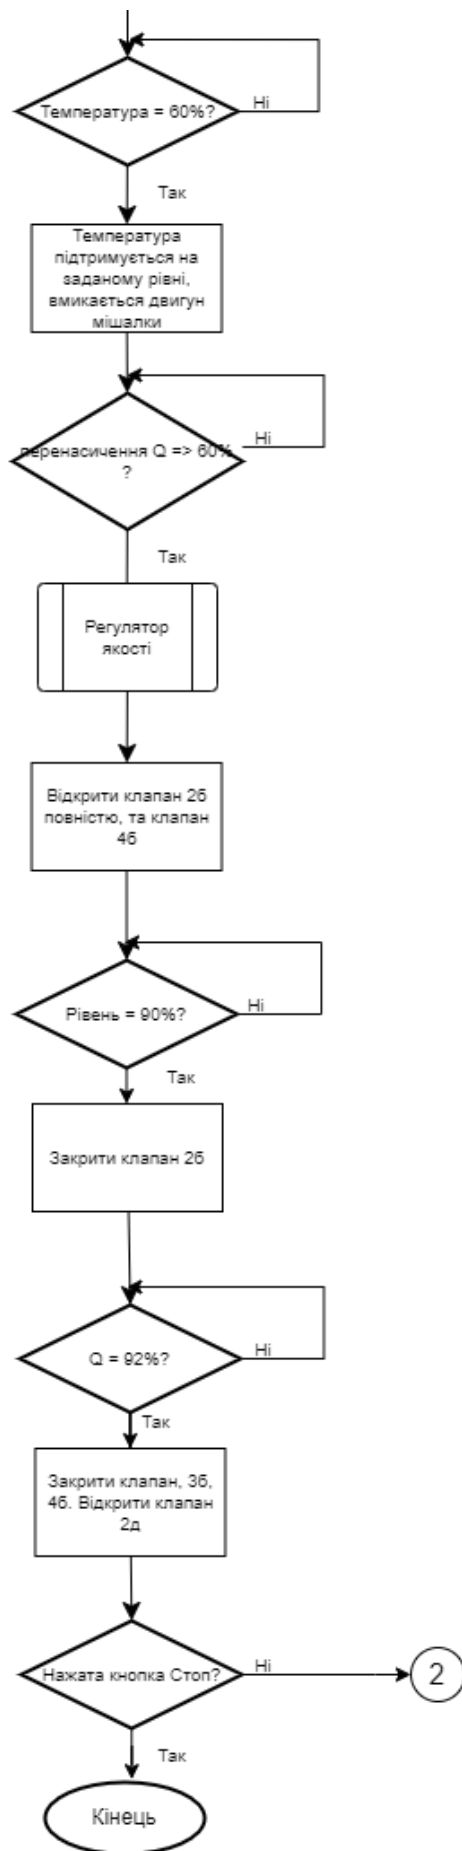 Температура = 60%?
Ні
Так
Температура
підтримується на
заданому рівні,
вмикається двигун
мішалки
перенасичення Q => 60%
?
Ні
Так
Регулятор
якості
Відкрити клапан 2б
повністю, та клапан
4б
Рівень = 90%?
Ні
Так
Закрити клапан 2б
Q = 92%?
Ні
Так
Закрити клапан, 3б,
4б. Відкрити клапан
2д
Нажата кнопка Стоп?
Ні
2
Так
Кінець